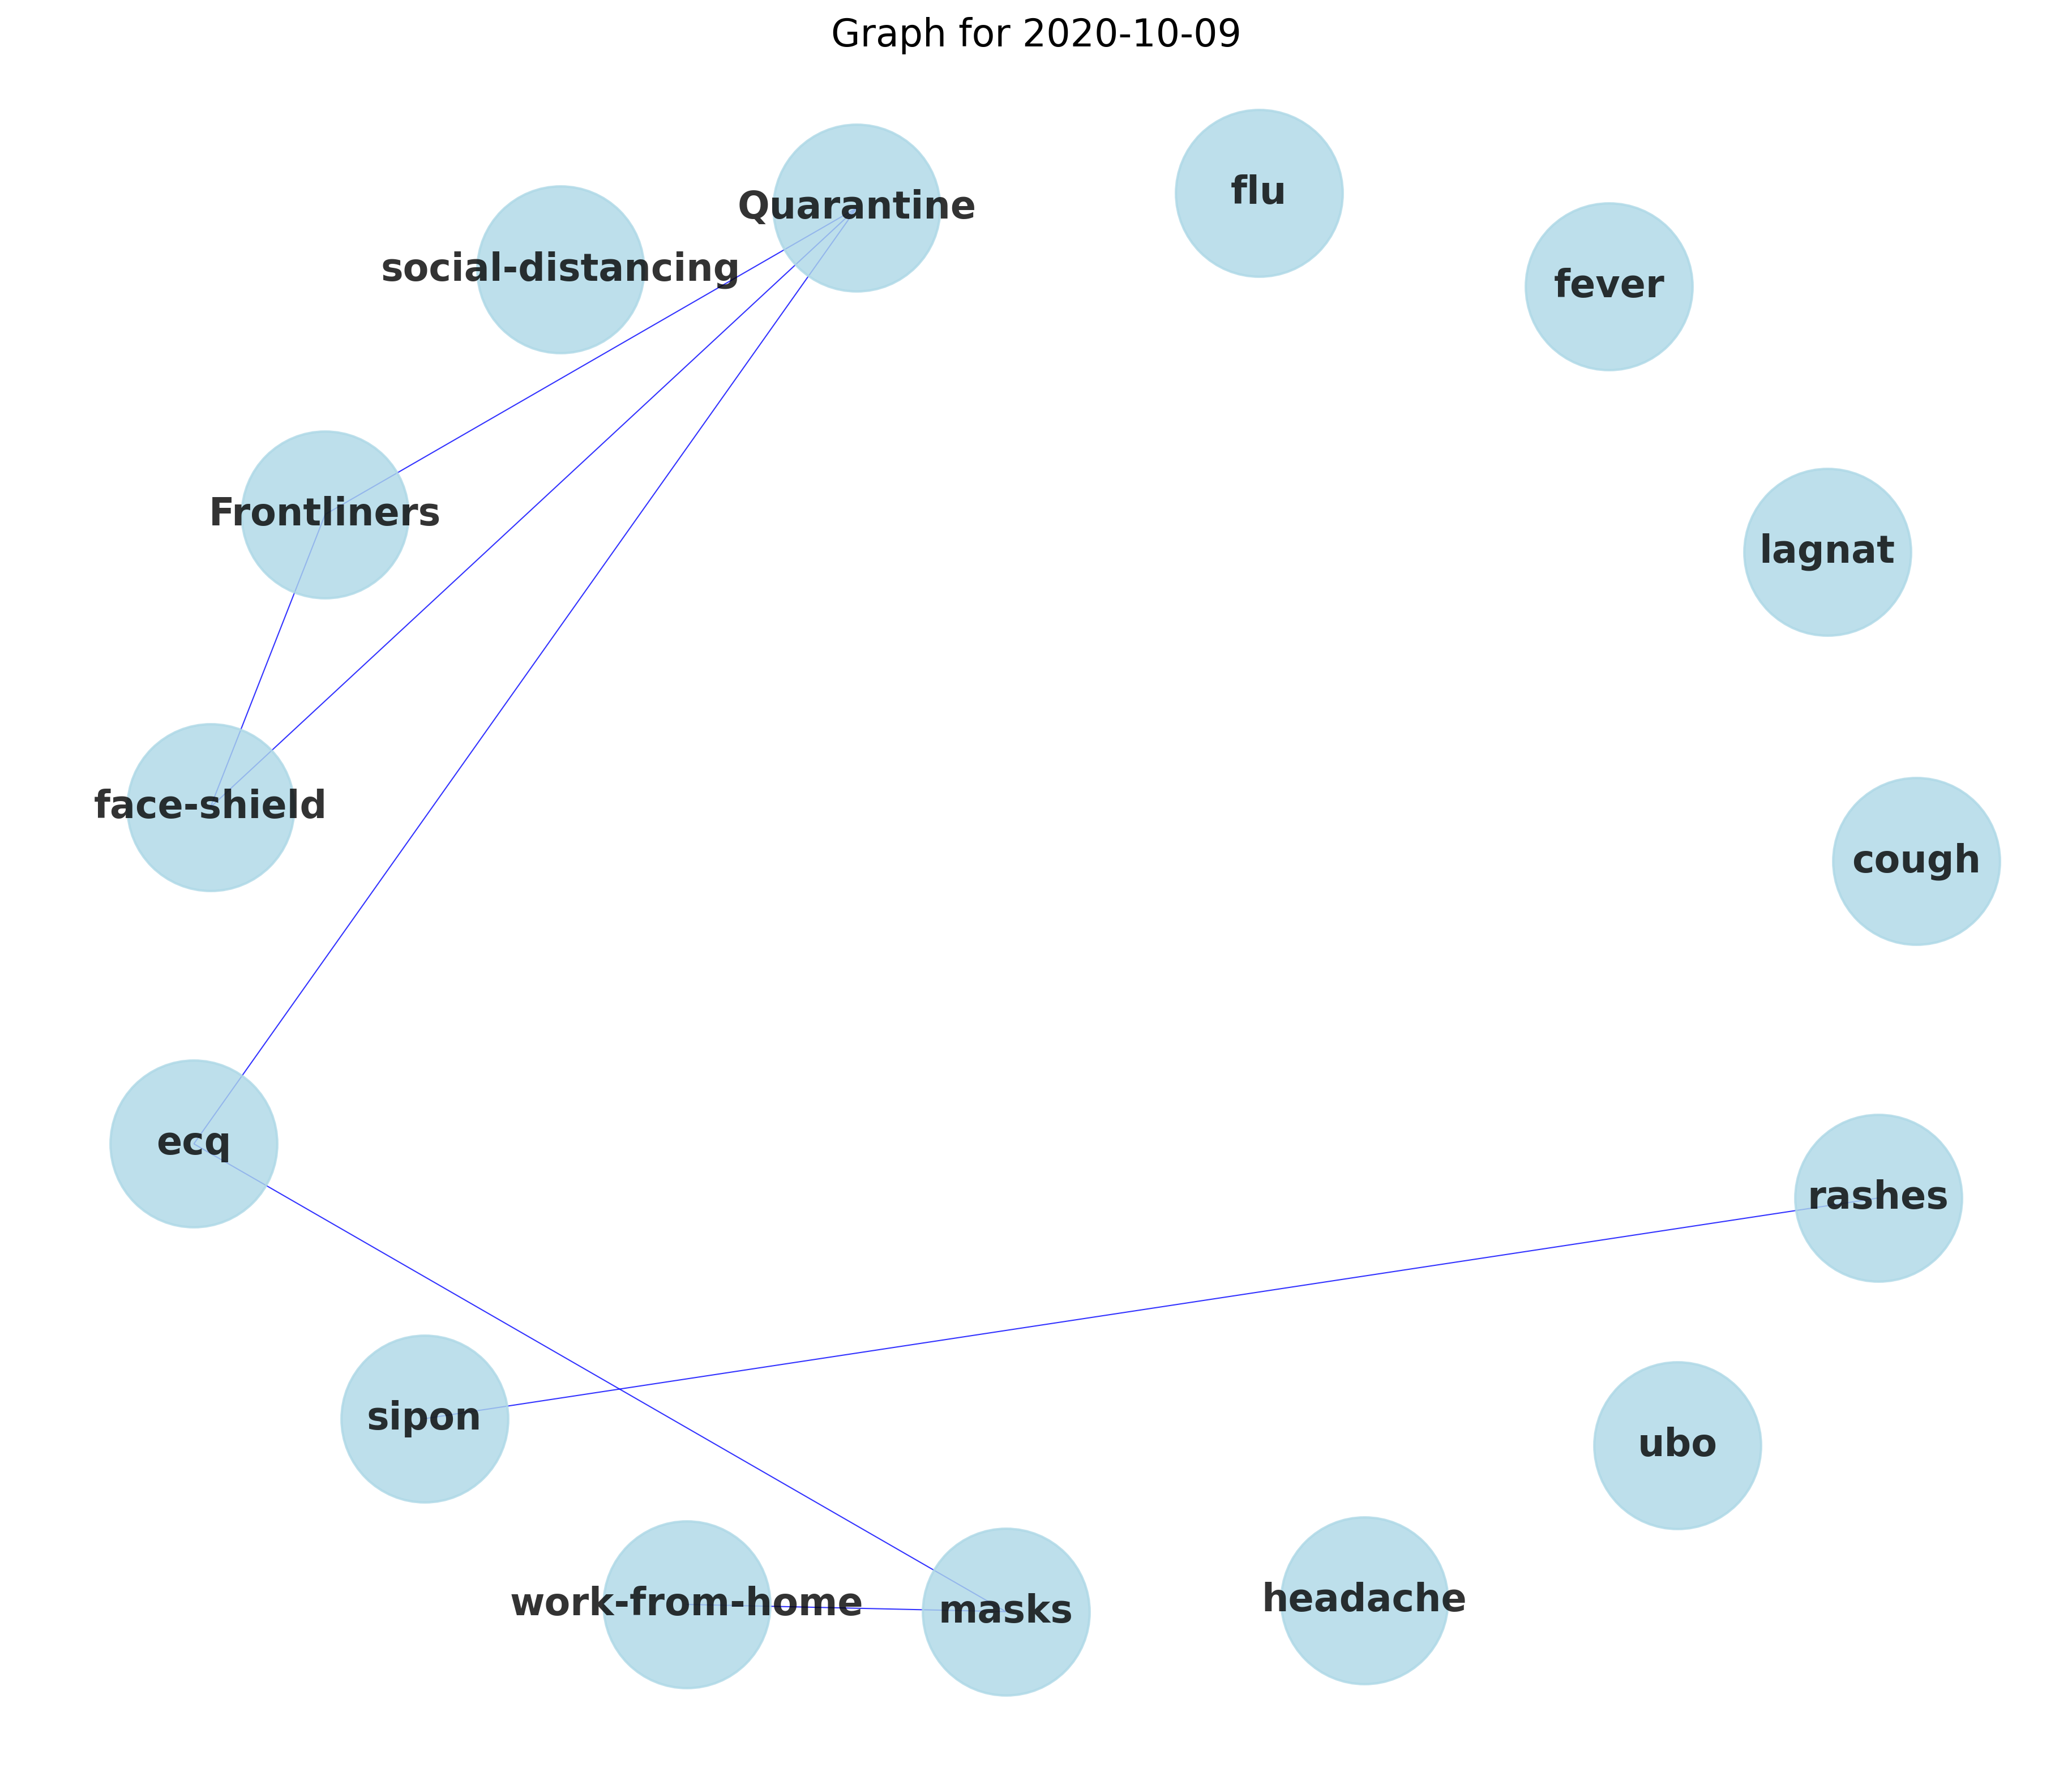 Graph for 2020-10-09
flu
Quarantine
social-distancing
fever
Frontliners
lagnat
face-shield
cough
ecq
rashes
sipon
ubo
headache
work-from-home
masks